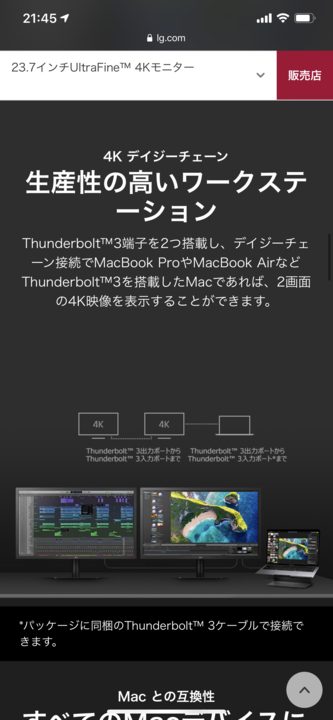 21:45
lg.com
23.7インチUltraFine™ 4Kモニター
販売店
4K デイジーチェーン
生産性の高いワークステ
ーション
Thunderbolt™3端子を2つ搭載し、デイジーチェ
ーン接続でMacBook ProやMacBook Airなど
Thunderbolt™3を搭載したMacであれば、2画面
の4K映像を表示することができます。
4K 4K
Thunderbolt™ 3出力ポートから Thunderbolt™ 3出力ポートから
Thunderbolt™ 3入力ポートまで Thunderbolt™ 3入力ポート*まで
*パッケージに同梱のThunderbolt™ 3ケーブルで接続で
きます。
Mac との互換性
すべてのMacデバイスに